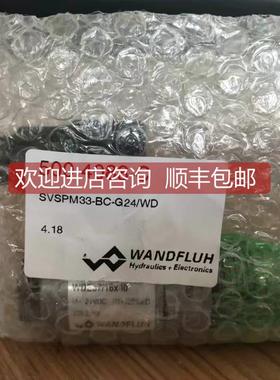 欢迎进店咨询 顺丰包邮
SVSPM33-BC-G24/WD
4.18
WANDFLUH
Hydraulics + Electronics